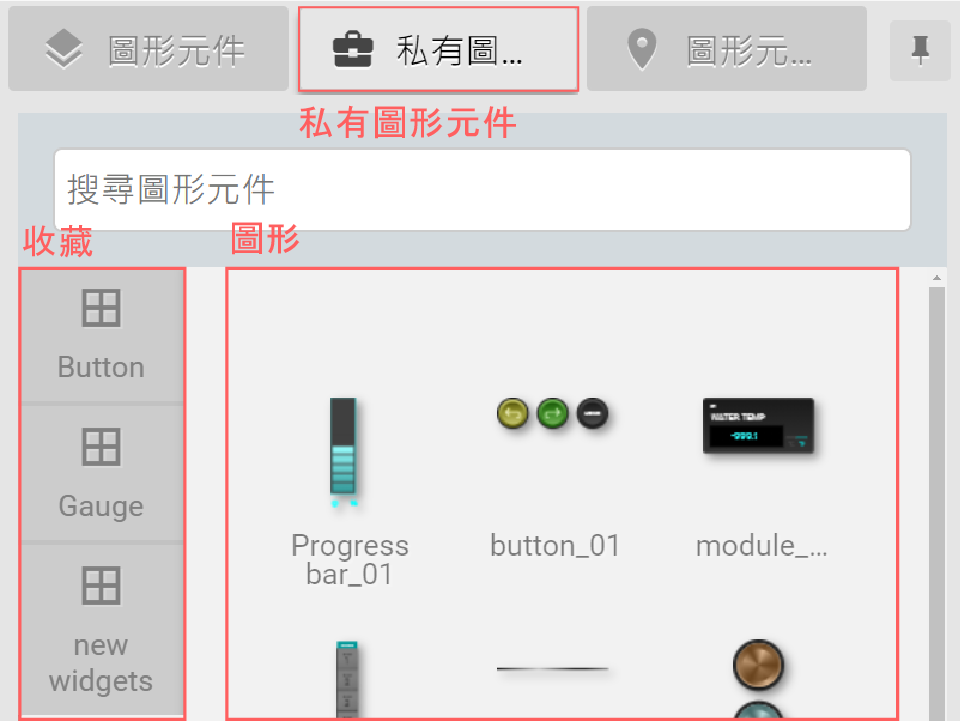 圖形元件
私有圖...
圖形元...
私有圖形元件
搜尋圖形元件
收藏
圖形
Button
Gauge
new
widgets
WATER TEMP
-999.1
Progress
bar_01
button_01
module_...